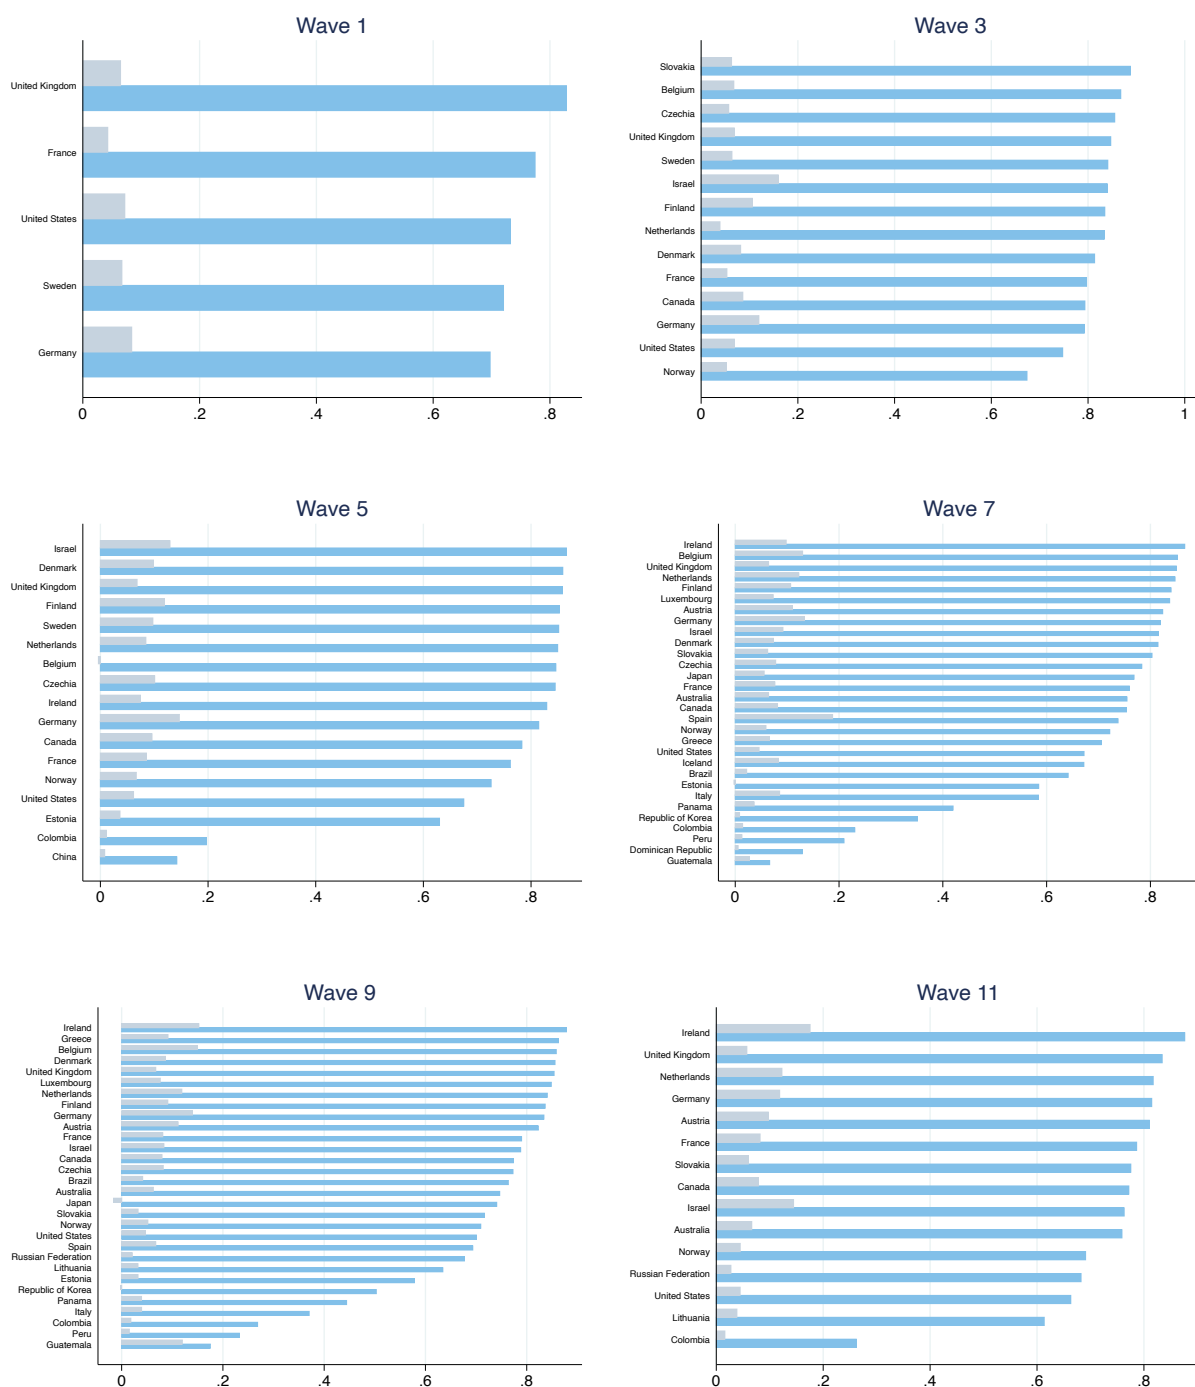 Wave 1
United Kingdom
France
United States
Sweden
Germany
0 .2 .4 .6 .8
Wave 3
Slovakia
Belgium
Czechia
United Kingdom
Sweden
Israel
Finland
Netherlands
Denmark
France
Canada
Germany
United States
Norway
0 .2 .4 .6 .8 1
Wave 5
Israel
Denmark
United Kingdom
Finland
Sweden
Netherlands
Belgium
Czechia
Ireland
Germany
Canada
France
Norway
United States
Estonia
Colombia
China
0 .2 .4 .6 .8
Wave 7
Ireland
Belgium
United Kingdom
Netherlands
Finland
Luxembourg
Austria
Germany
Israel
Denmark
Slovakia
Czechia
Japan
France
Australia
Canada
Spain
Norway
Greece
United States
Iceland
Brazil
Estonia
Italy
Panama
Republic of Korea
Colombia
Peru
Dominican Republic
Guatemala
0 .2 .4 .6 .8
Wave 9
Ireland
Greece
Belgium
Denmark
United Kingdom
Luxembourg
Netherlands
Finland
Germany
Austria
France
Israel
Canada
Czechia
Brazil
Australia
Japan
Slovakia
Norway
United States
Spain
Russian Federation
Lithuania
Estonia
Republic of Korea
Panama
Italy
Colombia
Peru
Guatemala
0 .2 .4 .6 .8
Wave 11
Ireland
United Kingdom
Netherlands
Germany
Austria
France
Slovakia
Canada
Israel
Australia
Norway
Russian Federation
United States
Lithuania
Colombia
0 .2 .4 .6 .8